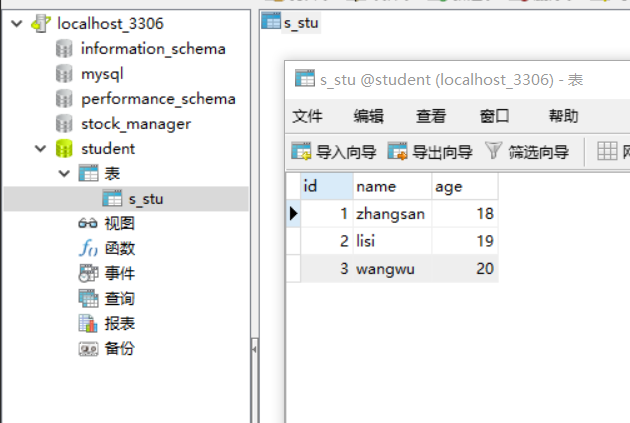 localhost_3306
information_schema
mysql
performance_schema
stock_manager
student
表
s_stu
视图
函数
事件
查询
报表
备份
s_stu
s_stu @student (localhost_3306) - 表
文件 编辑 查看 窗口 帮助
导入向导 导出向导 筛选向导
id name age
1 zhangsan 18
2 lisi 19
3 wangwu 20